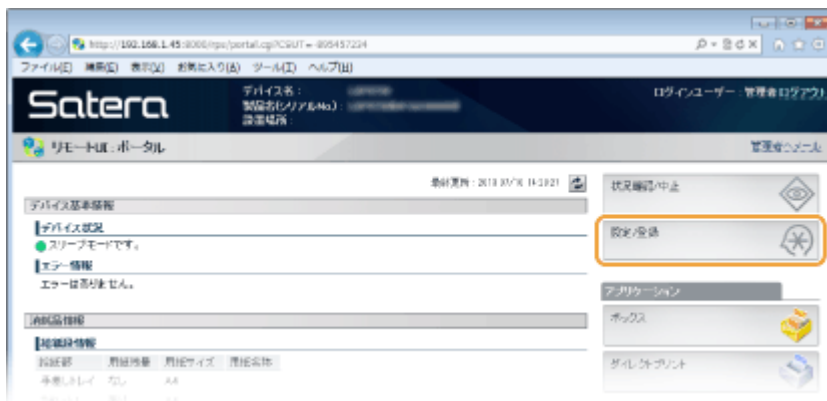 http://192.168.1.45:8000/rps/portal.cgi?CSUT=-895457224
ファイル(E) 編集(E) 表示(V) お気に入り(A) ツール(T) ヘルプ(H)
Satera
デバイス名 :
製品名(シリアルNo.) :
設置場所 :
ログインユーザー : 管理者 ログアウト
リモートUI : ポータル
管理者へメール
最終更新 :
状況確認/中止
デバイス基本情報
デバイス状況
スリープモードです。
設定/登録
エラー情報
エラーはありません。
アプリケーション
消耗品情報
ボックス
給紙段情報
給紙部 用紙残量 用紙サイズ 用紙名称
手差しトレイ なし A4
ダイレクトプリント